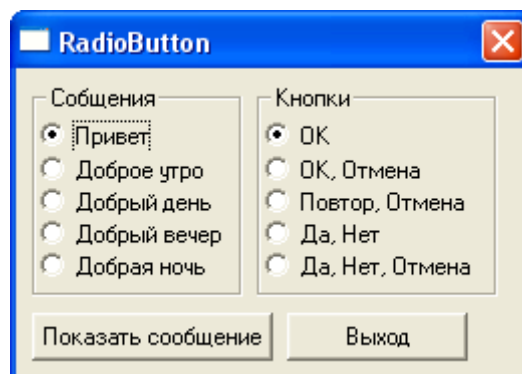 RadioButton
Собщения
Привет
Доброе утро
Добрый день
Добрый вечер
Добрая ночь
Кнопки
OK
OK, Отмена
Повтор, Отмена
Да, Нет
Да, Нет, Отмена
Показать сообщение
Выход